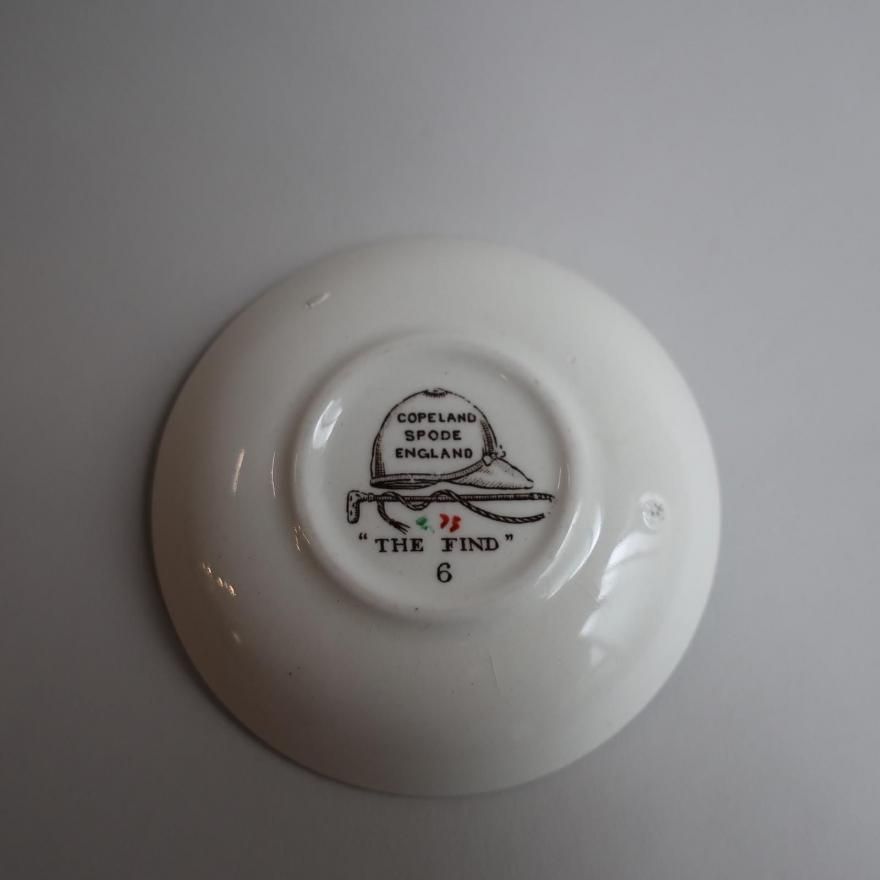 COPELAND
SPODE
ENGLAND
"THE FIND"
6